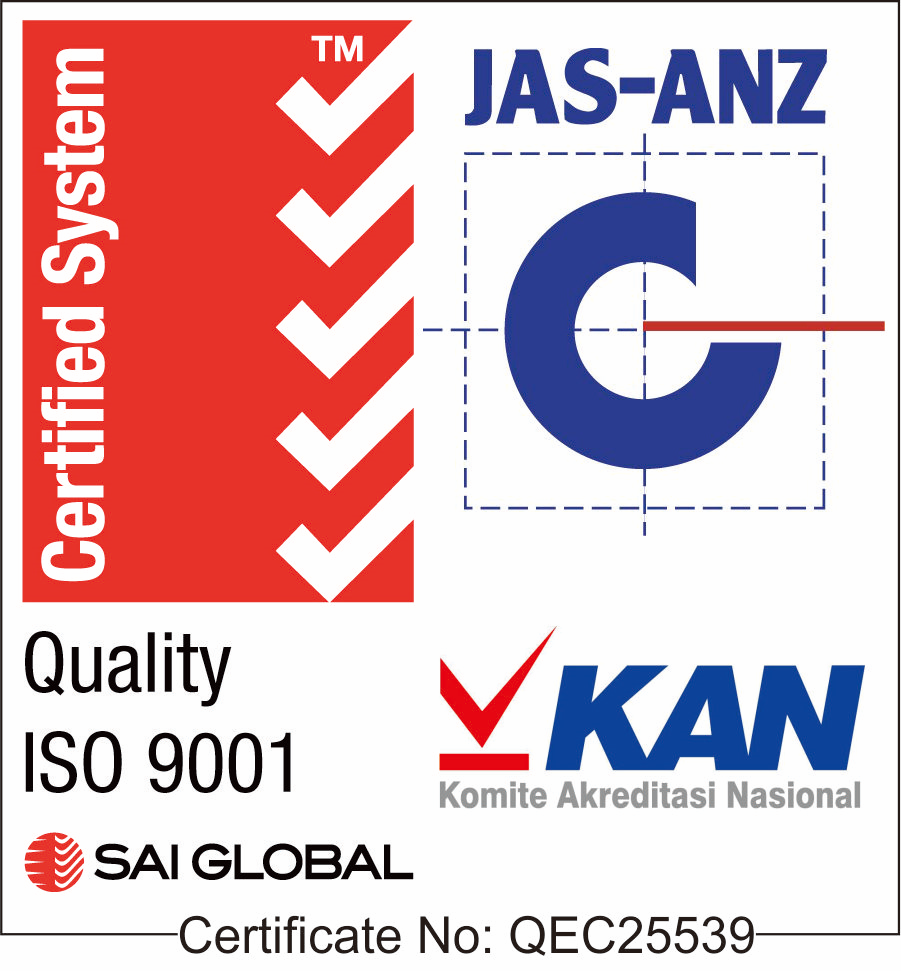 Certified System
TM
JAS-ANZ
Quality
ISO 9001
SAI GLOBAL
KAN
Komite Akreditasi Nasional
Certificate No: QEC25539